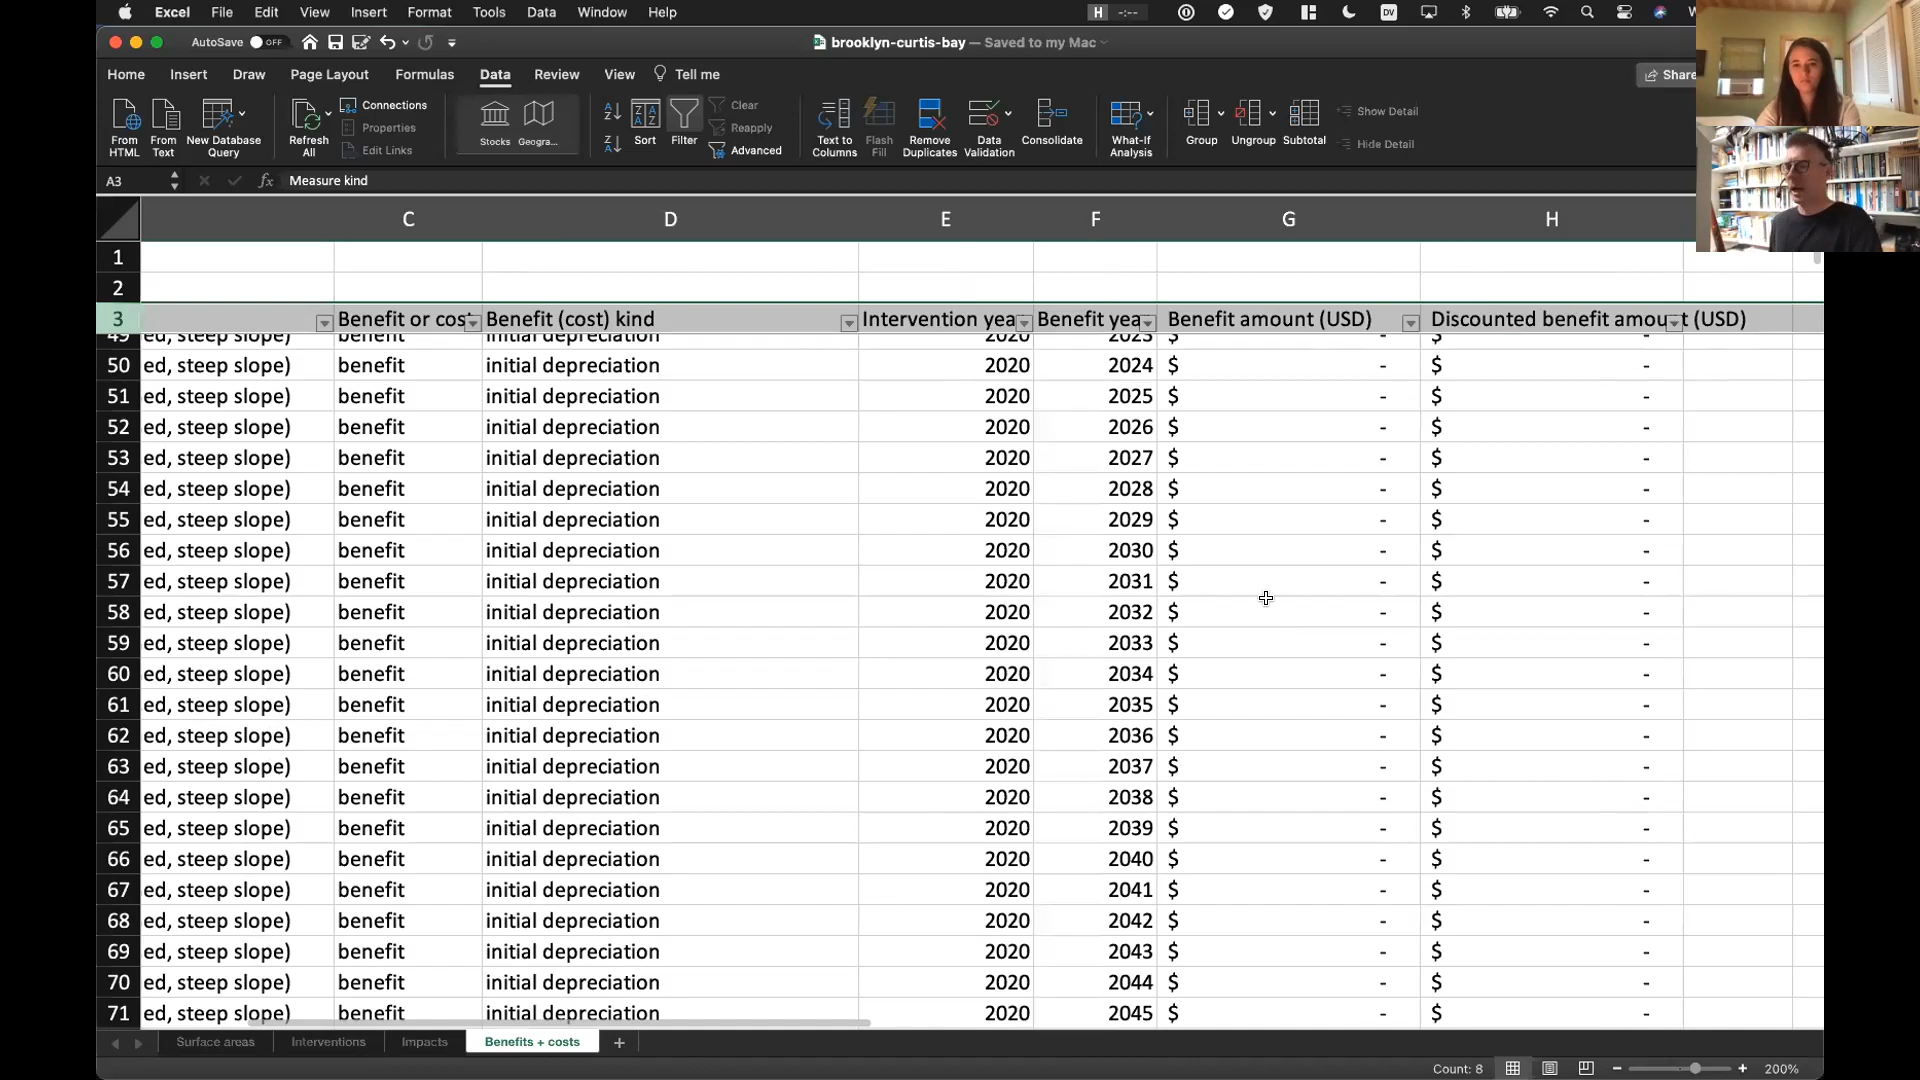 Excel File Edit View Insert Format Tools Data Window Help H -:-- DV
AutoSave OFF brooklyn-curtis-bay — Saved to my Mac
Home Insert Draw Page Layout Formulas Data Review View Tell me Share
From HTML From Text New Database Query Refresh All Connections Properties Edit Links Stocks Geogra... Sort Filter Clear Reapply Advanced Text to Columns Flash Fill Remove Duplicates Data Validation Consolidate What-If Analysis Group Ungroup Subtotal Show Detail Hide Detail
A3 fx Measure kind
C D E F G H
1
2
3 Benefit or cost Benefit (cost) kind Intervention yea Benefit yea Benefit amount (USD) Discounted benefit amount (USD)
49 ed, steep slope) benefit initial depreciation 2020 2023 $ - $ -
50 ed, steep slope) benefit initial depreciation 2020 2024 $ - $ -
51 ed, steep slope) benefit initial depreciation 2020 2025 $ - $ -
52 ed, steep slope) benefit initial depreciation 2020 2026 $ - $ -
53 ed, steep slope) benefit initial depreciation 2020 2027 $ - $ -
54 ed, steep slope) benefit initial depreciation 2020 2028 $ - $ -
55 ed, steep slope) benefit initial depreciation 2020 2029 $ - $ -
56 ed, steep slope) benefit initial depreciation 2020 2030 $ - $ -
57 ed, steep slope) benefit initial depreciation 2020 2031 $ - $ -
58 ed, steep slope) benefit initial depreciation 2020 2032 $ - $ -
59 ed, steep slope) benefit initial depreciation 2020 2033 $ - $ -
60 ed, steep slope) benefit initial depreciation 2020 2034 $ - $ -
61 ed, steep slope) benefit initial depreciation 2020 2035 $ - $ -
62 ed, steep slope) benefit initial depreciation 2020 2036 $ - $ -
63 ed, steep slope) benefit initial depreciation 2020 2037 $ - $ -
64 ed, steep slope) benefit initial depreciation 2020 2038 $ - $ -
65 ed, steep slope) benefit initial depreciation 2020 2039 $ - $ -
66 ed, steep slope) benefit initial depreciation 2020 2040 $ - $ -
67 ed, steep slope) benefit initial depreciation 2020 2041 $ - $ -
68 ed, steep slope) benefit initial depreciation 2020 2042 $ - $ -
69 ed, steep slope) benefit initial depreciation 2020 2043 $ - $ -
70 ed, steep slope) benefit initial depreciation 2020 2044 $ - $ -
71 ed, steep slope) benefit initial depreciation 2020 2045 $ - $ -
Surface areas Interventions Impacts Benefits + costs +
Count: 8 - + 200%